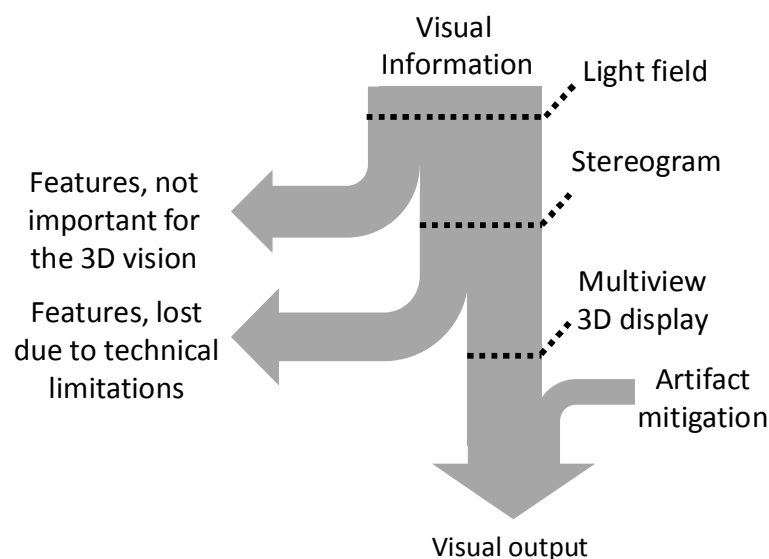 Visual
Information
Light field
Stereogram
Features, not
important for
the 3D vision
Multiview
3D display
Features, lost
due to technical
limitations
Artifact
mitigation
Visual output